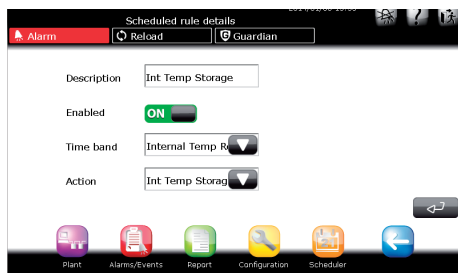 Scheduled rule details
Alarm
Reload
Guardian
Description
Int Temp Storage
Enabled
ON
Time band
Internal Temp R
Action
Int Temp Storag
Plant
Alarms/Events
Report
Configuration
Scheduler